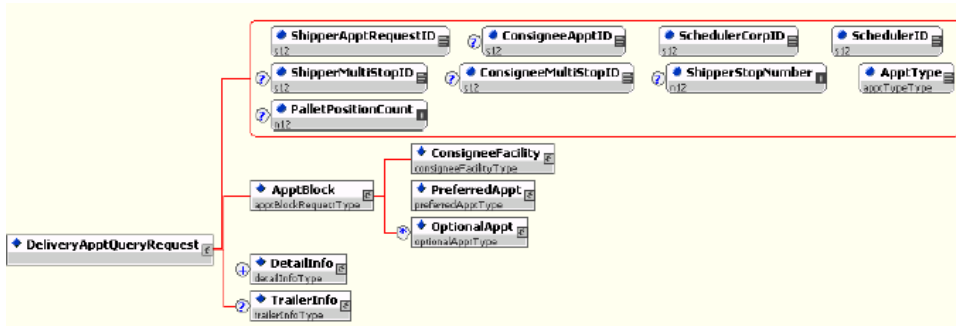 ShipperApptRequestID
s12
? ConsigneeApptID
s12
SchedulerCorpID
s12
SchedulerID
s12
? ShipperMultiStopID
s12
? ConsigneeMultiStopID
s12
? ShipperStopNumber
n12
ApptType
apptTypeType
? PalletPositionCount
n12
ConsigneeFacility
consigneeFacilityType
ApptBlock
apptBlockRequestType
PreferredAppt
preferredApptType
* OptionalAppt
optionalApptType
DeliveryApptQueryRequest
+ DetailInfo
detailInfoType
? TrailerInfo
trailerInfoType